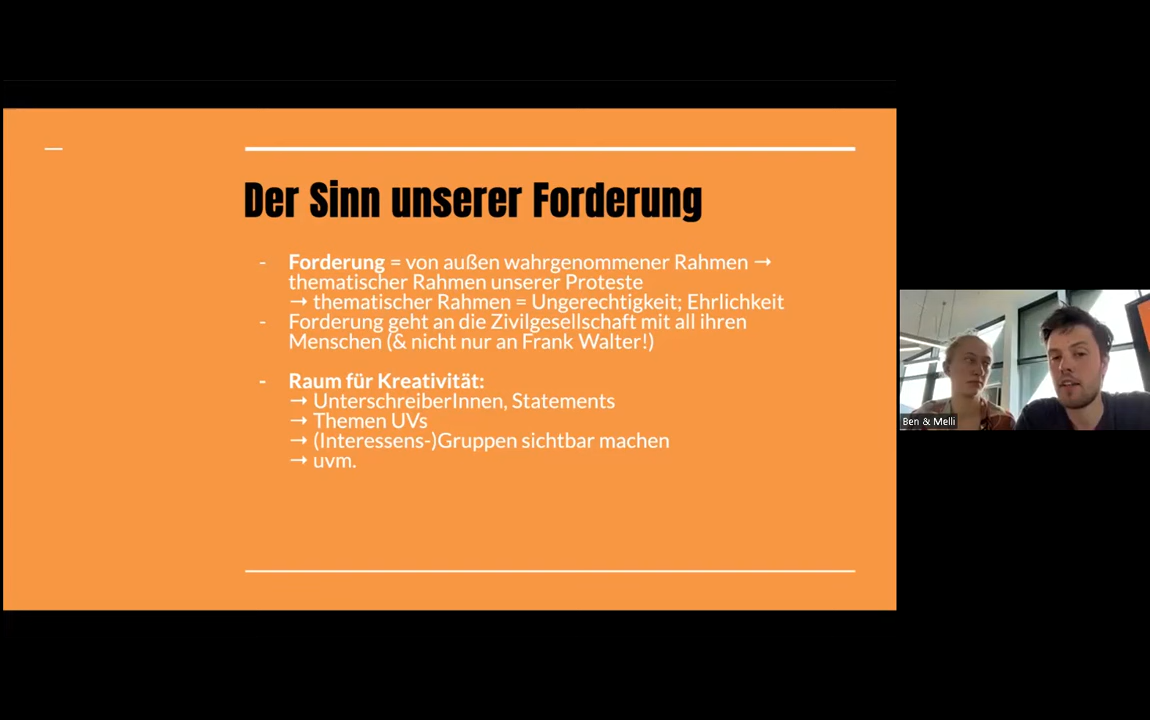 Der Sinn unserer Forderung
- Forderung = von außen wahrgenommener Rahmen →
thematischer Rahmen unserer Proteste
→ thematischer Rahmen = Ungerechtigkeit; Ehrlichkeit
- Forderung geht an die Zivilgesellschaft mit all ihren
Menschen (& nicht nur an Frank Walter!)
- Raum für Kreativität:
→ UnterschreiberInnen, Statements
→ Themen UVs
→ (Interessens-)Gruppen sichtbar machen
→ uvm.
Ben & Melli